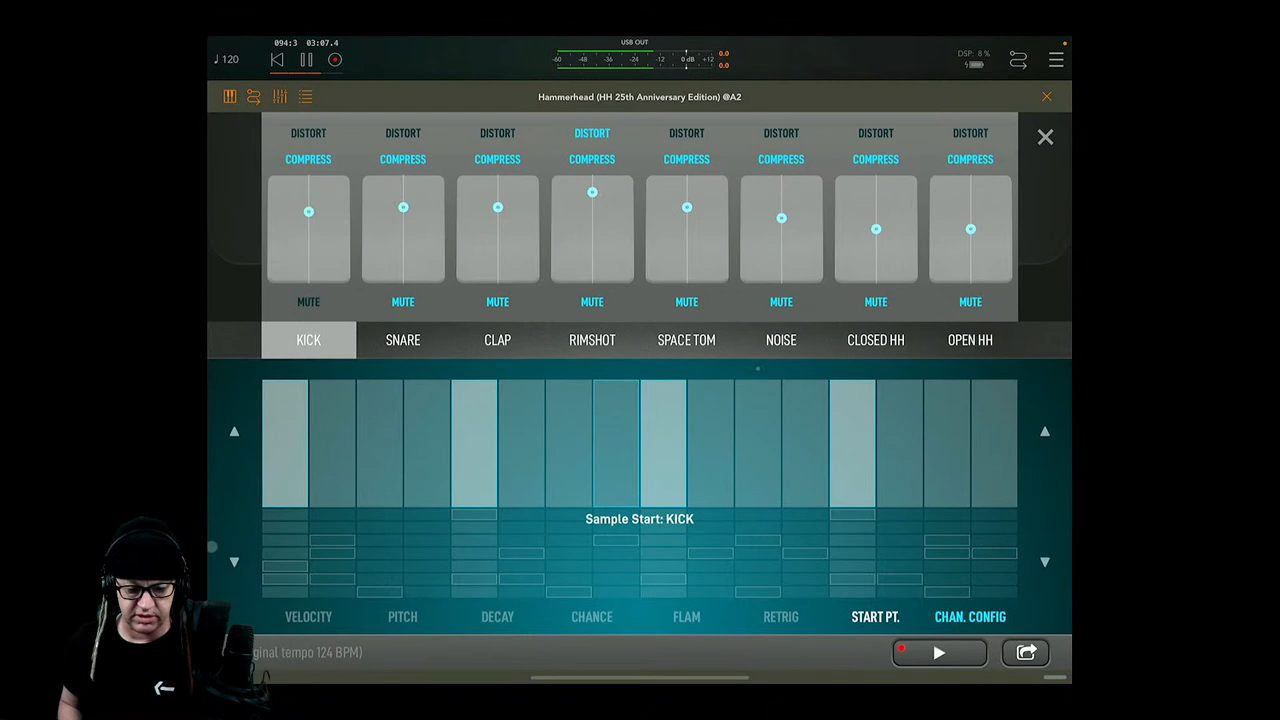 094:3 03:07.4
♩120
USB OUT
-60 -48 -36 -24 -12 0 dB +12
0.0
0.0
DSP: 8 %
Hammerhead (HH 25th Anniversary Edition) @A2
DISTORT DISTORT DISTORT DISTORT DISTORT DISTORT DISTORT DISTORT
COMPRESS COMPRESS COMPRESS COMPRESS COMPRESS COMPRESS COMPRESS COMPRESS
MUTE MUTE MUTE MUTE MUTE MUTE MUTE MUTE
KICK SNARE CLAP RIMSHOT SPACE TOM NOISE CLOSED HH OPEN HH
Sample Start: KICK
VELOCITY PITCH DECAY CHANCE FLAM RETRIG START PT. CHAN. CONFIG
ginal tempo 124 BPM)